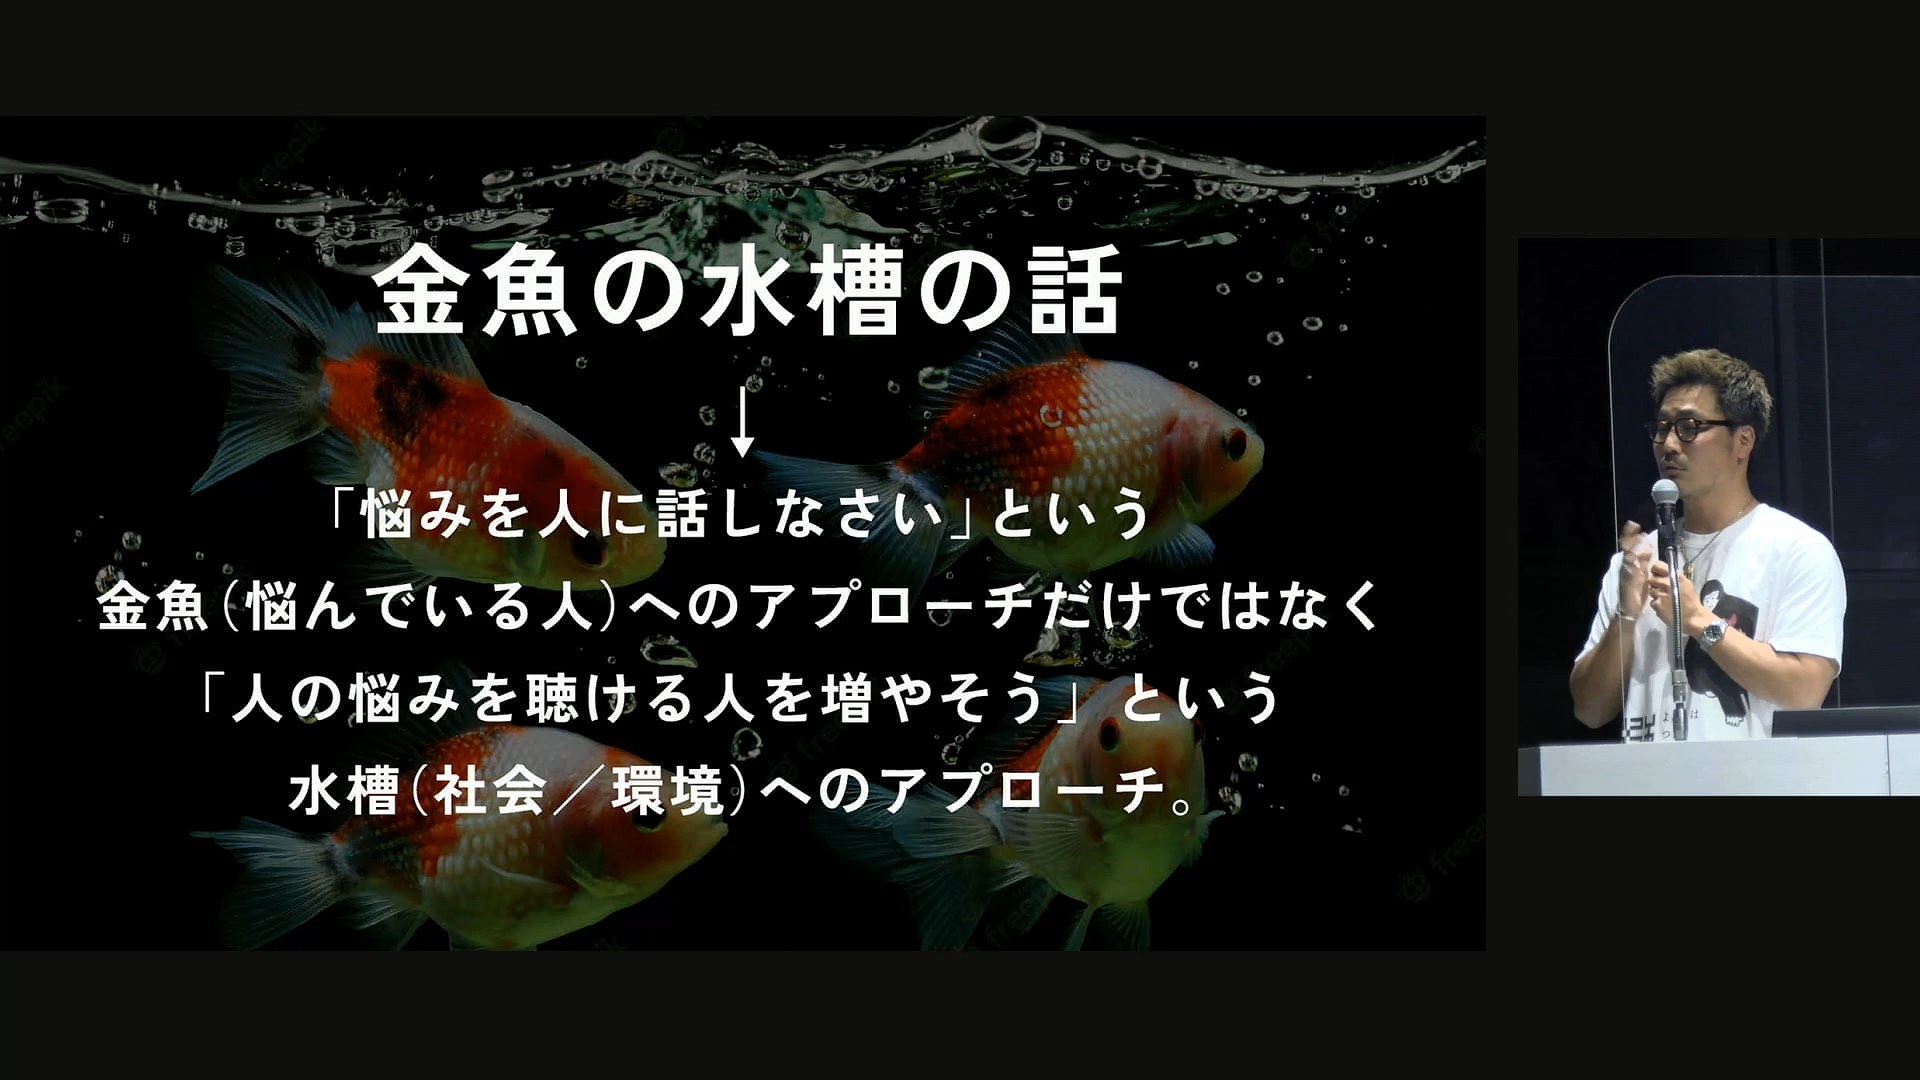 金魚の水槽の話
↓
「悩みを人に話しなさい」という
金魚(悩んでいる人)へのアプローチだけではなく
「人の悩みを聴ける人を増やそう」という
水槽(社会/環境)へのアプローチ。
freepik